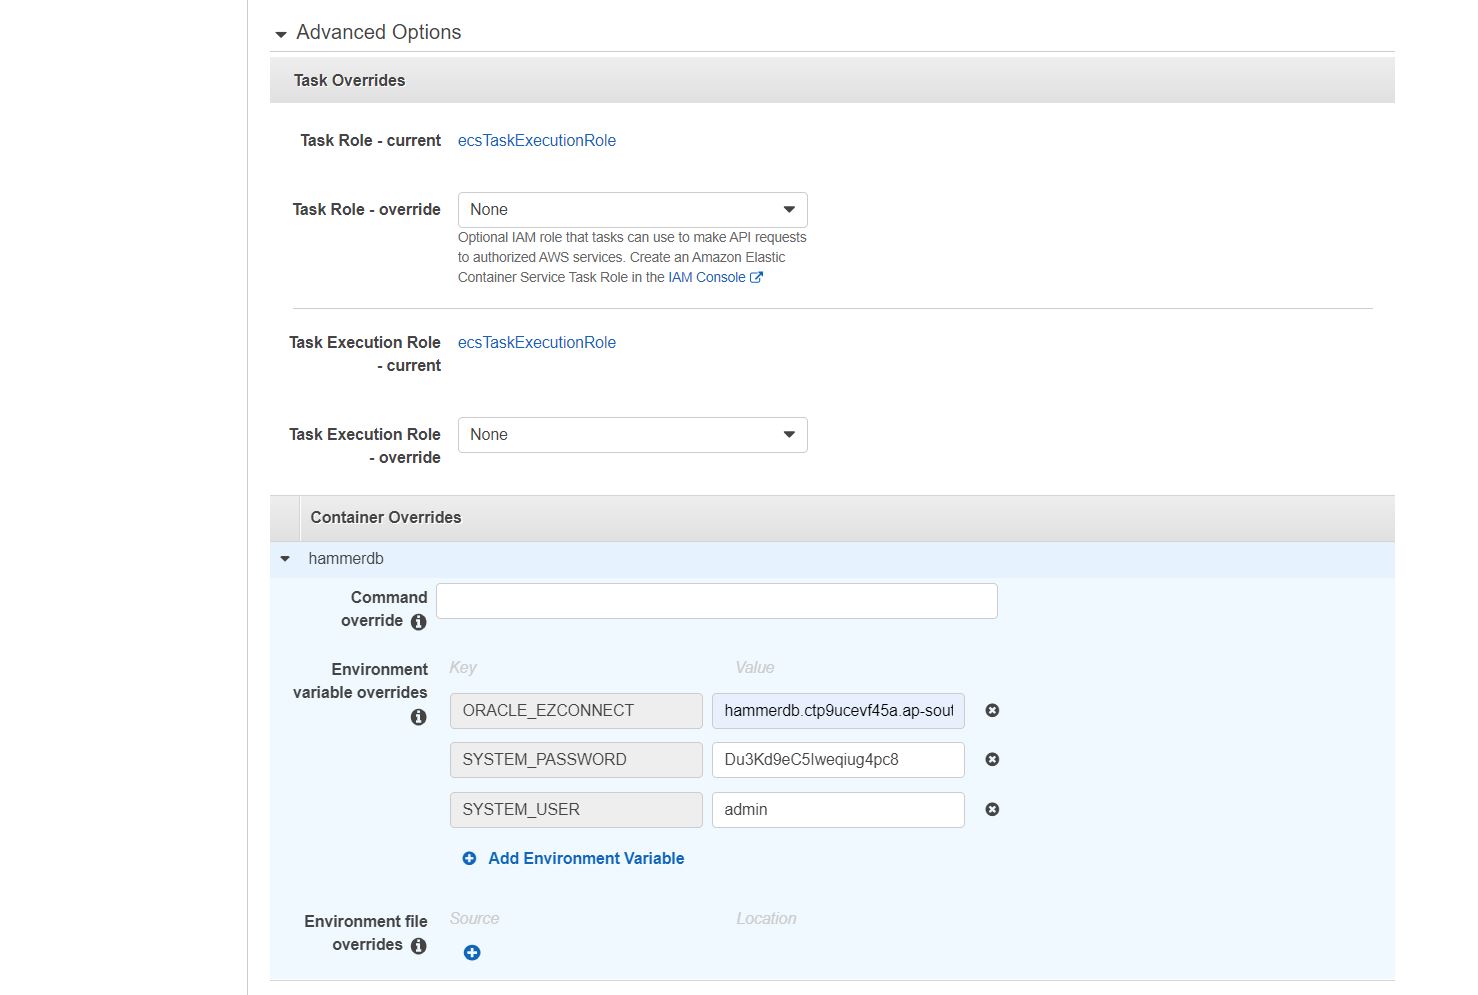 Advanced Options
Task Overrides
Task Role - current ecsTaskExecutionRole
Task Role - override None
Optional IAM role that tasks can use to make API requests
to authorized AWS services. Create an Amazon Elastic
Container Service Task Role in the IAM Console
Task Execution Role ecsTaskExecutionRole
- current
Task Execution Role None
- override
Container Overrides
hammerdb
Command
override
Environment Key Value
variable overrides
ORACLE_EZCONNECT hammerdb.ctp9ucevf45a.ap-sout
SYSTEM_PASSWORD Du3Kd9eC5lweqiug4pc8
SYSTEM_USER admin
Add Environment Variable
Environment file Source Location
overrides